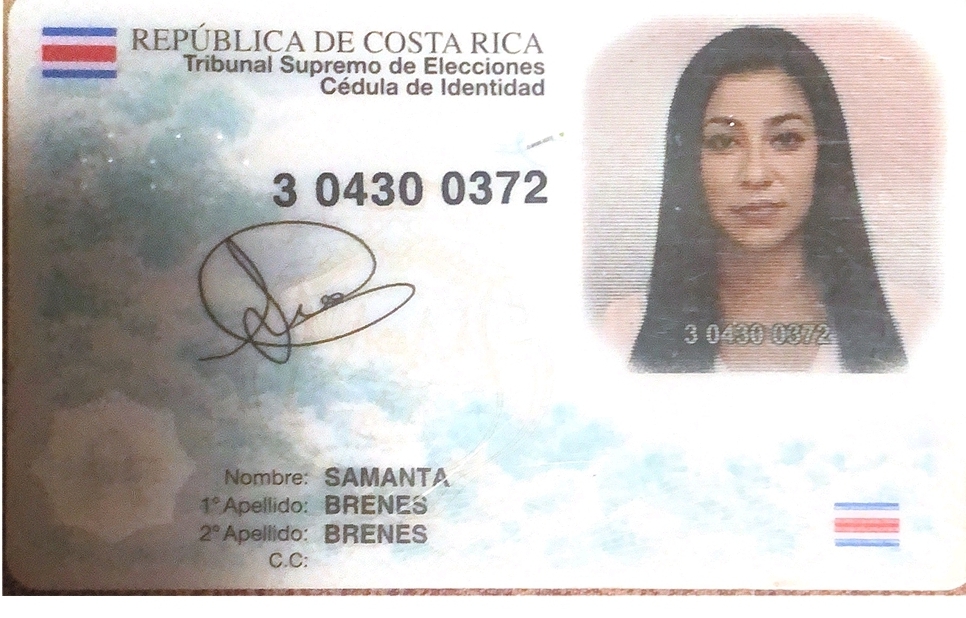 REPÚBLICA DE COSTA RICA
Tribunal Supremo de Elecciones
Cédula de Identidad
3 0430 0372
3 0430 0372
Nombre: SAMANTA
1° Apellido: BRENES
2° Apellido: BRENES
C.C: